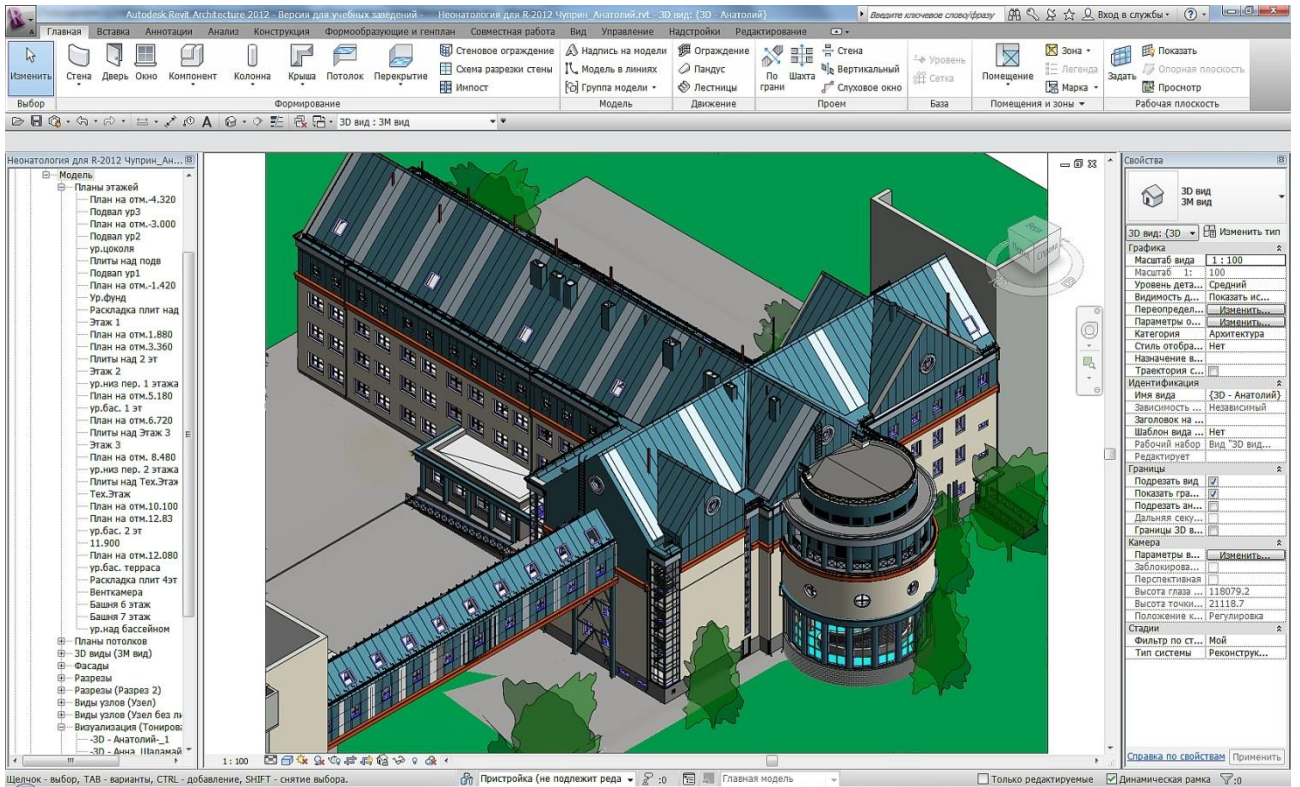 Autodesk Revit Architecture 2012 - Версия для учебных заведений - Неонатология для R-2012 Чуприн_Анатолий.rvt - 3D вид: {3D - Анатолий}
Введите ключевое слово/фразу
Вход в службы
Главная Вставка Аннотации Анализ Конструкция Формообразующие и генплан Совместная работа Вид Управление Надстройки Редактирование
Изменить
Стена Дверь Окно Компонент Колонна Крыша Потолок Перекрытие
Стеновое ограждение
Схема разрезки стены
Импост
Надпись на модели
Модель в линиях
Группа модели
Ограждение
Пандус
Лестницы
По грани
Шахта
Стена
Вертикальный
Слуховое окно
Уровень
Сетка
Помещение
Зона
Легенда
Марка
Задать
Показать
Опорная плоскость
Просмотр
Выбор Формирование Модель Движение Проем База Помещения и зоны Рабочая плоскость
3D вид : 3М вид
Неонатология для R-2012 Чуприн_Ан...
Модель
Планы этажей
План на отм.-4.320
Подвал ур3
План на отм.-3.000
Подвал ур2
ур.цоколя
Плиты над подв
Подвал ур1
План на отм.-1.420
Ур.фунд
Раскладка плит над
Этаж 1
План на отм.1.880
План на отм.3.360
Плиты над 2 эт
Этаж 2
ур.низ пер. 1 этажа
План на отм.5.180
ур.бас. 1 эт
План на отм.6.720
Плиты над Этаж 3
Этаж 3
План на отм. 8.480
ур.низ пер. 2 этажа
Плиты над Тех.Этаж
Тех.Этаж
План на отм.10.100
План на отм.12.83
ур.бас. 2 эт
11.900
План на отм.12.080
ур.бас. терраса
Раскладка плит 4эт
Венткамера
Башня 6 этаж
Башня 7 этаж
ур.над бассейном
Планы потолков
3D виды (3М вид)
Фасады
Разрезы
Разрезы (Разрез 2)
Виды узлов (Узел)
Виды узлов (Узел без ли
Визуализация (Тонирова
-3D - Анатолий-_1
-3D - Анна Шаламай
Свойства
3D вид
3М вид
3D вид: {3D Изменить тип
Графика
Масштаб вида 1 : 100
Масштаб 1: 100
Уровень дета... Средний
Видимость д... Показать ис...
Переопредел... Изменить...
Параметры о... Изменить...
Категория Архитектура
Стиль отобра... Нет
Назначение в...
Траектория с...
Идентификация
Имя вида {3D - Анатолий}
Зависимость ... Независимый
Заголовок на ...
Шаблон вида ... Нет
Рабочий набор Вид "3D вид...
Редактирует
Границы
Подрезать вид
Показать гра...
Подрезать ан...
Дальняя секу...
Границы 3D в...
Камера
Параметры в... Изменить...
Заблокирова...
Перспективная
Высота глаза ... 118079.2
Высота точки... 21118.7
Положение к... Регулировка
Стадии
Фильтр по ст... Мой
Тип системы Реконструк...
Справка по свойствам Применить
1 : 100
Щелчок - выбор, TAB - варианты, CTRL - добавление, SHIFT - снятие выбора.
Пристройка (не подлежит реда
:0
Главная модель
Только редактируемые
Динамическая рамка
:0